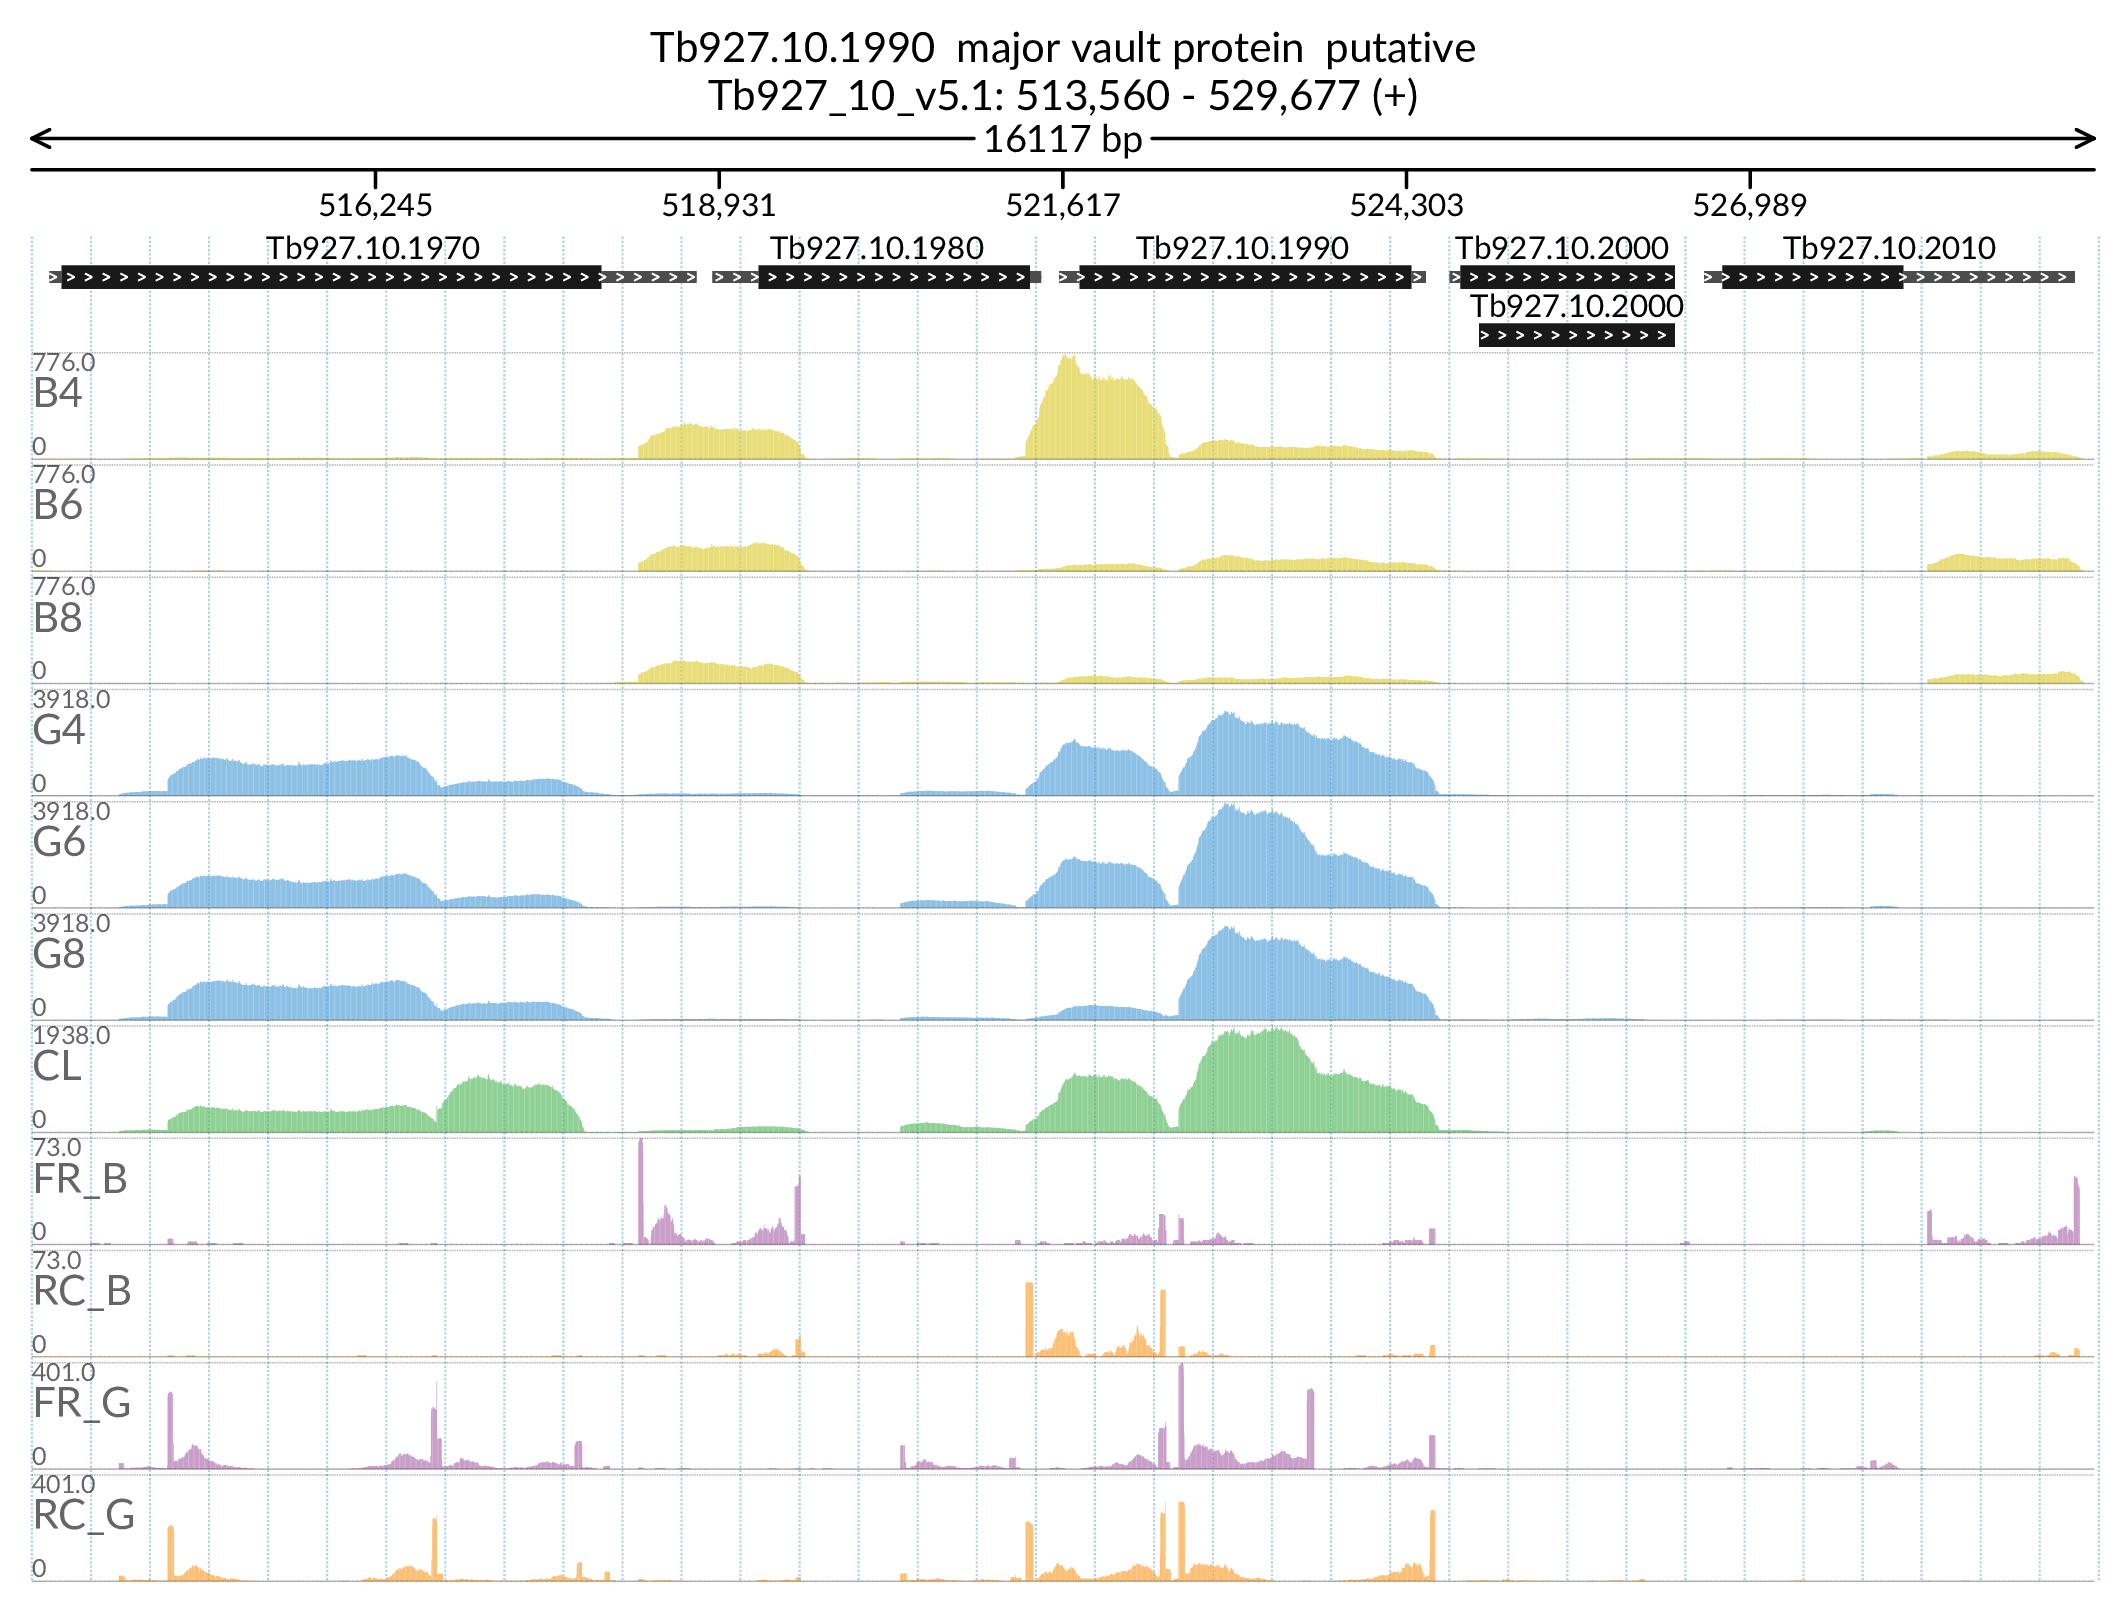 Tb927.10.1990  major vault protein  putative
Tb927_10_v5.1: 513,560 - 529,677 (+)
16117 bp
516,245 518,931 521,617 524,303 526,989
Tb927.10.1970 Tb927.10.1980 Tb927.10.1990 Tb927.10.2000 Tb927.10.2010
Tb927.10.2000
776.0
B4
0
776.0
B6
0
776.0
B8
0
3918.0
G4
0
3918.0
G6
0
3918.0
G8
0
1938.0
CL
0
73.0
FR_B
0
73.0
RC_B
0
401.0
FR_G
0
401.0
RC_G
0